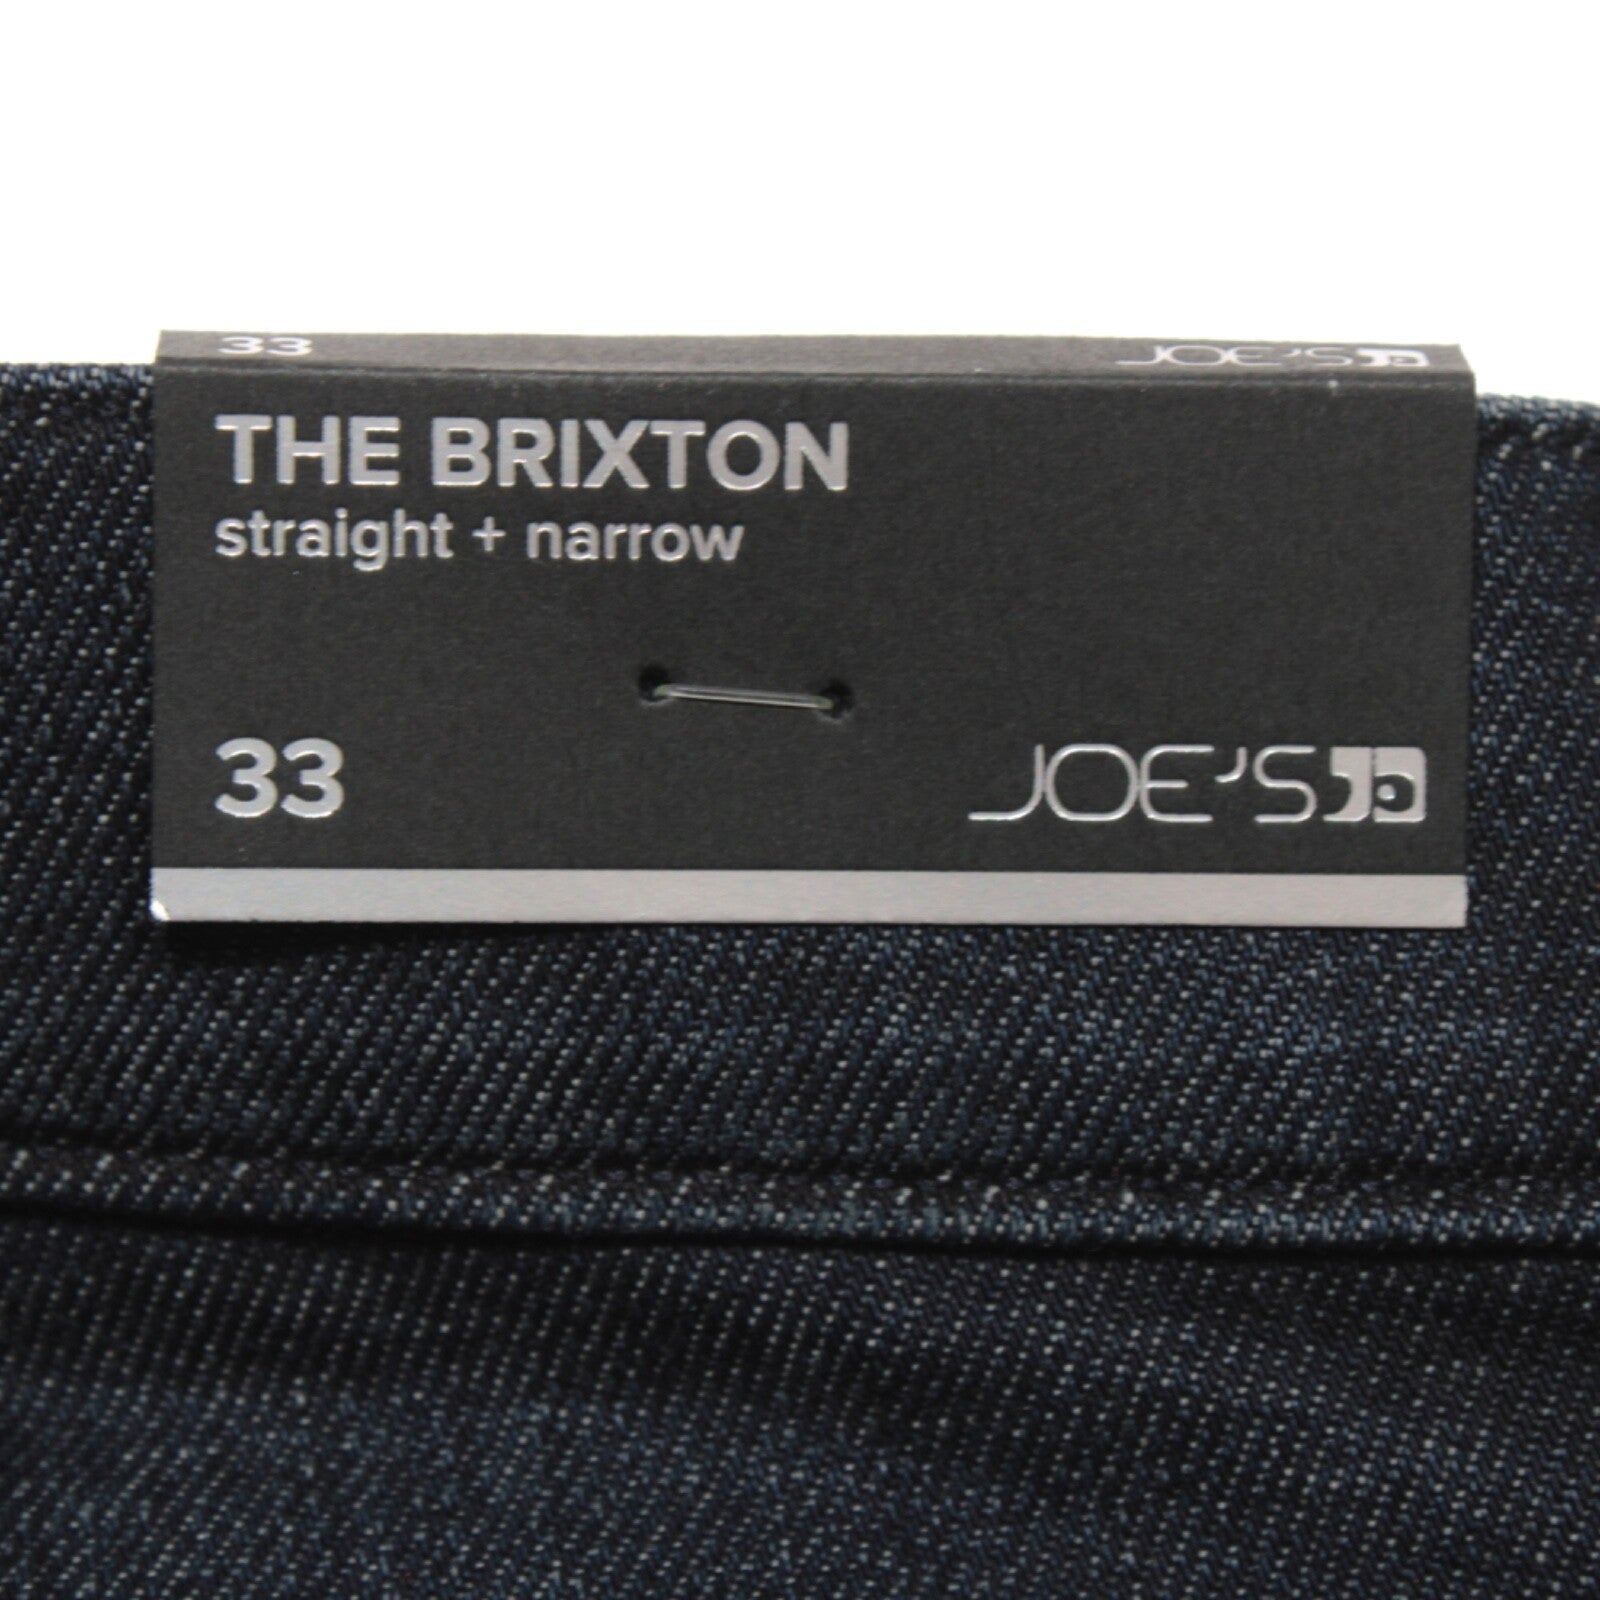 33 JOE'S
THE BRIXTON
straight + narrow
33 JOE'S